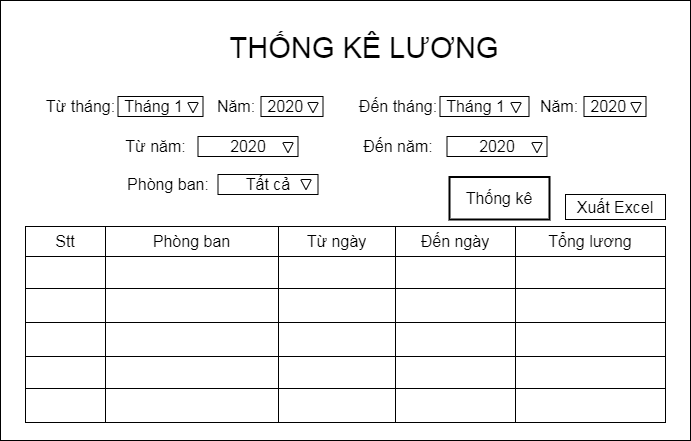 THỐNG KÊ LƯƠNG
Từ tháng: Tháng 1 Năm: 2020 Đến tháng: Tháng 1 Năm: 2020
Từ năm: 2020 Đến năm: 2020
Phòng ban: Tất cả Thống kê
Xuất Excel
Stt Phòng ban Từ ngày Đến ngày Tổng lương